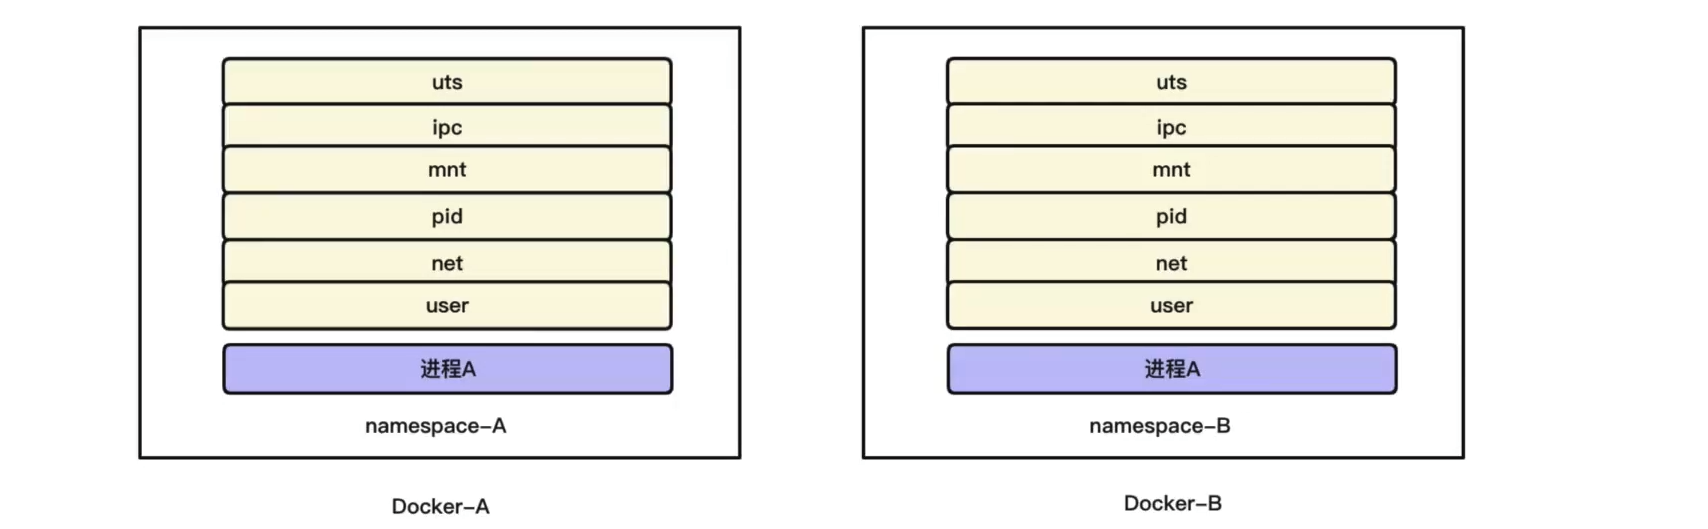 uts
ipc
mnt
pid
net
user
进程A
namespace-A
Docker-A
uts
ipc
mnt
pid
net
user
进程A
namespace-B
Docker-B